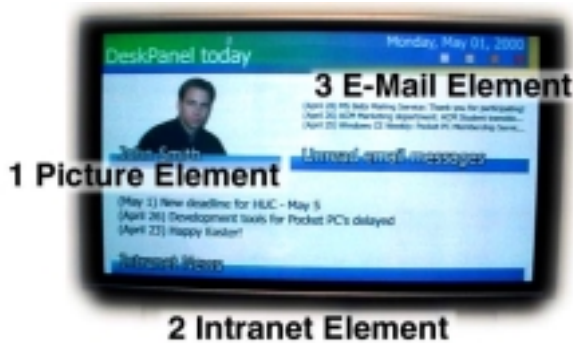 DeskPanel today
Monday, May 01, 2000
3 E-Mail Element
(April 28) MS Daily Mailing Service: Thank you for participating!
(April 26) ACM Marketing department: ACM Student
(April 25) Windows CE Weekly: Pocket PC Membership
John Smith
Unread email messages
1 Picture Element
(May 1) New deadline for HUC - May 5
(April 26) Development tools for Pocket PC's delayed
(April 23) Happy Easter!
Intranet News
2 Intranet Element